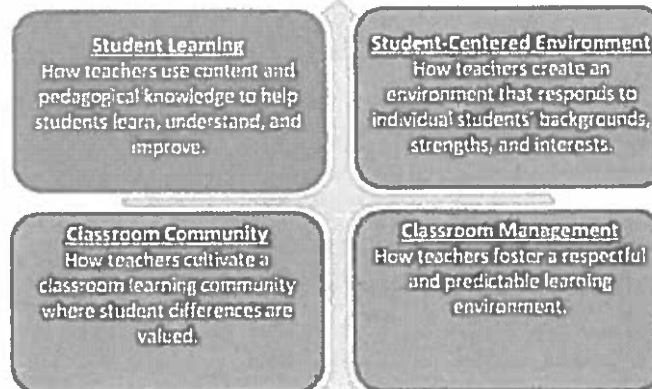 Student Learning
How teachers use content and
pedagogical knowledge to help
students learn, understand, and
improve.
Student-Centered Environment
How teachers create an
environment that responds to
individual students' backgrounds,
strengths, and interests.
Classroom Community
How teachers cultivate a
classroom learning community
where student differences are
valued.
Classroom Management
How teachers foster a respectful
and predictable learning
environment.